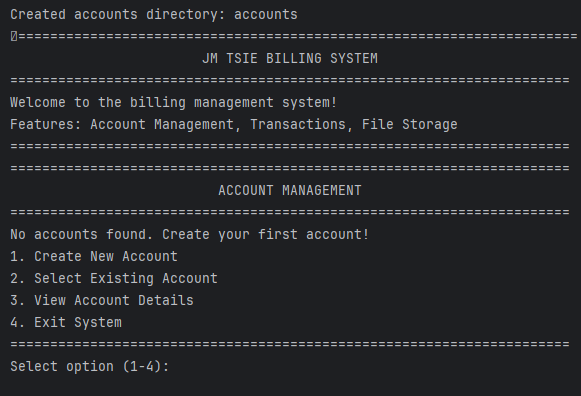 Created accounts directory: accounts
======================================================================
JM TSIE BILLING SYSTEM
======================================================================
Welcome to the billing management system!
Features: Account Management, Transactions, File Storage
======================================================================
======================================================================
ACCOUNT MANAGEMENT
======================================================================
No accounts found. Create your first account!
1. Create New Account
2. Select Existing Account
3. View Account Details
4. Exit System
======================================================================
Select option (1-4):